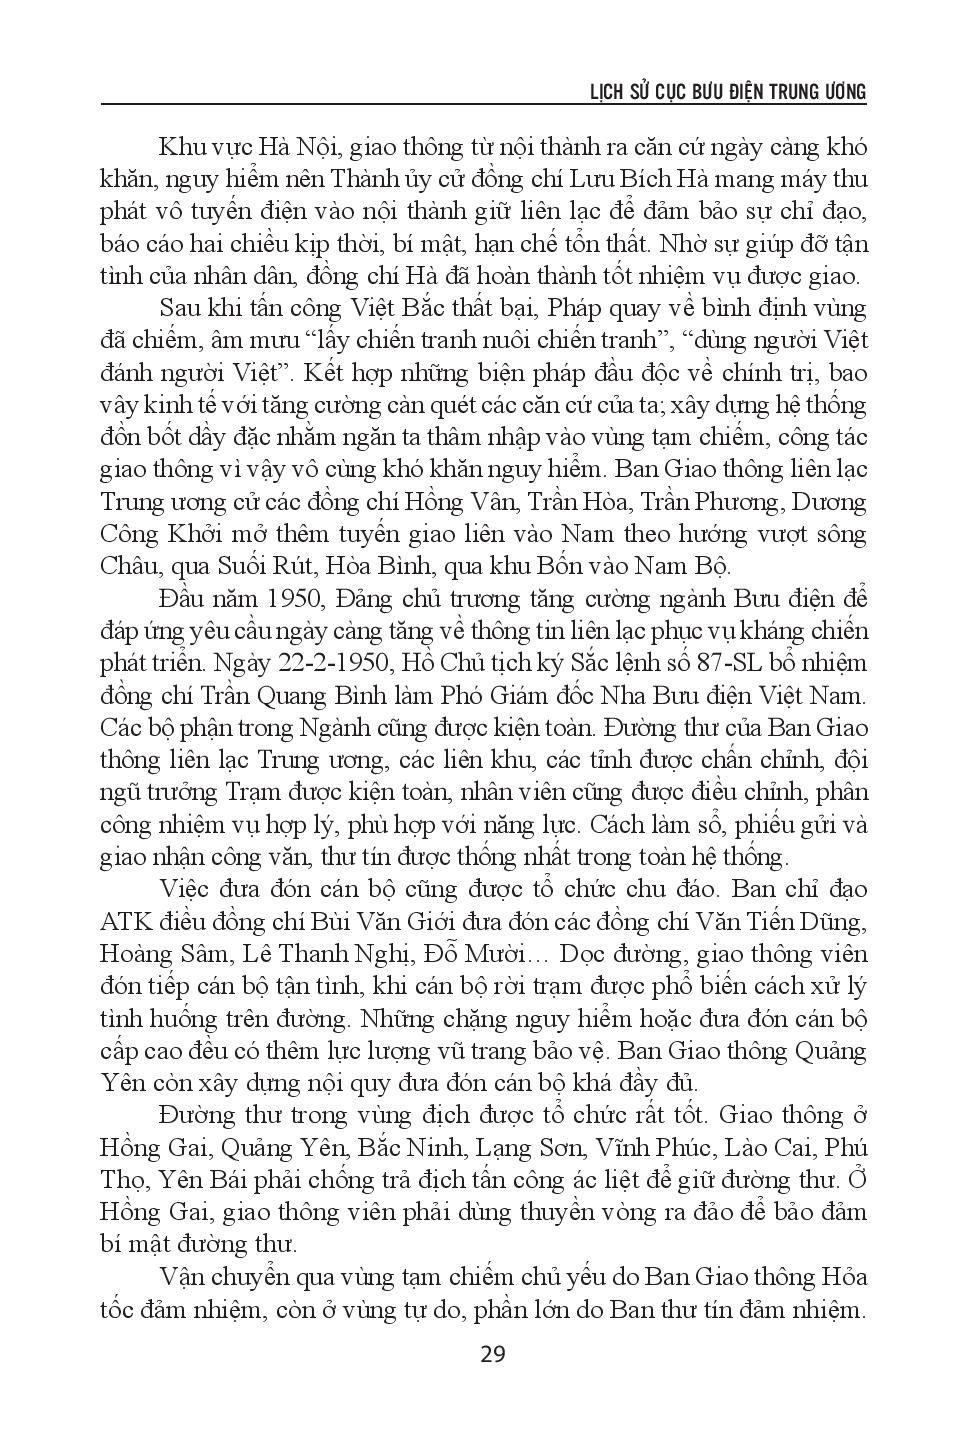 LỊCH SỬ CỤC BƯU ĐIỆN TRUNG ƯƠNG
Khu vực Hà Nội, giao thông từ nội thành ra căn cứ ngày càng khó
khăn, nguy hiểm nên Thành ủy cử đồng chí Lưu Bích Hà mang máy thu
phát vô tuyến điện vào nội thành giữ liên lạc để đảm bảo sự chỉ đạo,
báo cáo hai chiều kịp thời, bí mật, hạn chế tổn thất. Nhờ sự giúp đỡ tận
tình của nhân dân, đồng chí Hà đã hoàn thành tốt nhiệm vụ được giao.
Sau khi tấn công Việt Bắc thất bại, Pháp quay về bình định vùng
đã chiếm, âm mưu “lấy chiến tranh nuôi chiến tranh”, “dùng người Việt
đánh người Việt”. Kết hợp những biện pháp đầu độc về chính trị, bao
vây kinh tế với tăng cường càn quét các căn cứ của ta; xây dựng hệ thống
đồn bốt dầy đặc nhằm ngăn ta thâm nhập vào vùng tạm chiếm, công tác
giao thông vì vậy vô cùng khó khăn nguy hiểm. Ban Giao thông liên lạc
Trung ương cử các đồng chí Hồng Vân, Trần Hòa, Trần Phương, Dương
Công Khởi mở thêm tuyến giao liên vào Nam theo hướng vượt sông
Châu, qua Suối Rút, Hòa Bình, qua khu Bốn vào Nam Bộ.
Đầu năm 1950, Đảng chủ trương tăng cường ngành Bưu điện để
đáp ứng yêu cầu ngày càng tăng về thông tin liên lạc phục vụ kháng chiến
phát triển. Ngày 22-2-1950, Hồ Chủ tịch ký Sắc lệnh số 87-SL bổ nhiệm
đồng chí Trần Quang Bình làm Phó Giám đốc Nha Bưu điện Việt Nam.
Các bộ phận trong Ngành cũng được kiện toàn. Đường thư của Ban Giao
thông liên lạc Trung ương, các liên khu, các tỉnh được chấn chỉnh, đội
ngũ trưởng Trạm được kiện toàn, nhân viên cũng được điều chỉnh, phân
công nhiệm vụ hợp lý, phù hợp với năng lực. Cách làm sổ, phiếu gửi và
giao nhận công văn, thư tín được thống nhất trong toàn hệ thống.
Việc đưa đón cán bộ cũng được tổ chức chu đáo. Ban chỉ đạo
ATK điều đồng chí Bùi Văn Giới đưa đón các đồng chí Văn Tiến Dũng,
Hoàng Sâm, Lê Thanh Nghị, Đỗ Mười… Dọc đường, giao thông viên
đón tiếp cán bộ tận tình, khi cán bộ rời trạm được phổ biến cách xử lý
tình huống trên đường. Những chặng nguy hiểm hoặc đưa đón cán bộ
cấp cao đều có thêm lực lượng vũ trang bảo vệ. Ban Giao thông Quảng
Yên còn xây dựng nội quy đưa đón cán bộ khá đầy đủ.
Đường thư trong vùng địch được tổ chức rất tốt. Giao thông ở
Hồng Gai, Quảng Yên, Bắc Ninh, Lạng Sơn, Vĩnh Phúc, Lào Cai, Phú
Thọ, Yên Bái phải chống trả địch tấn công ác liệt để giữ đường thư. Ở
Hồng Gai, giao thông viên phải dùng thuyền vòng ra đảo để bảo đảm
bí mật đường thư.
Vận chuyển qua vùng tạm chiếm chủ yếu do Ban Giao thông Hỏa
tốc đảm nhiệm, còn ở vùng tự do, phần lớn do Ban thư tín đảm nhiệm.
29